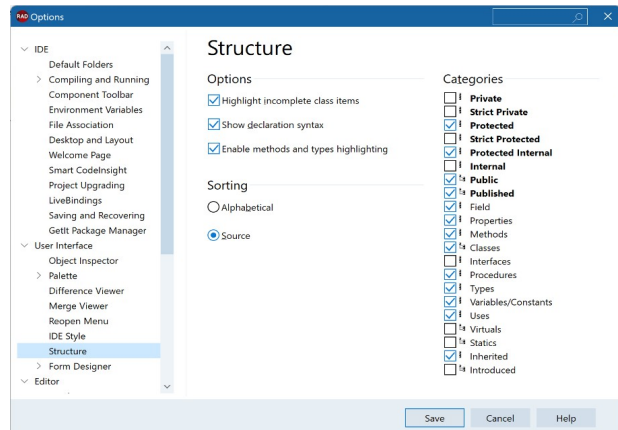 RAD Options
IDE
Default Folders
Compiling and Running
Component Toolbar
Environment Variables
File Association
Desktop and Layout
Welcome Page
Smart CodeInsight
Project Upgrading
LiveBindings
Saving and Recovering
GetIt Package Manager
User Interface
Object Inspector
Palette
Difference Viewer
Merge Viewer
Reopen Menu
IDE Style
Structure
Form Designer
Editor
Structure
Options
Highlight incomplete class items
Show declaration syntax
Enable methods and types highlighting
Sorting
Alphabetical
Source
Categories
Private
Strict Private
Protected
Strict Protected
Protected Internal
Internal
Public
Published
Field
Properties
Methods
Classes
Interfaces
Procedures
Types
Variables/Constants
Uses
Virtuals
Statics
Inherited
Introduced
Save Cancel Help